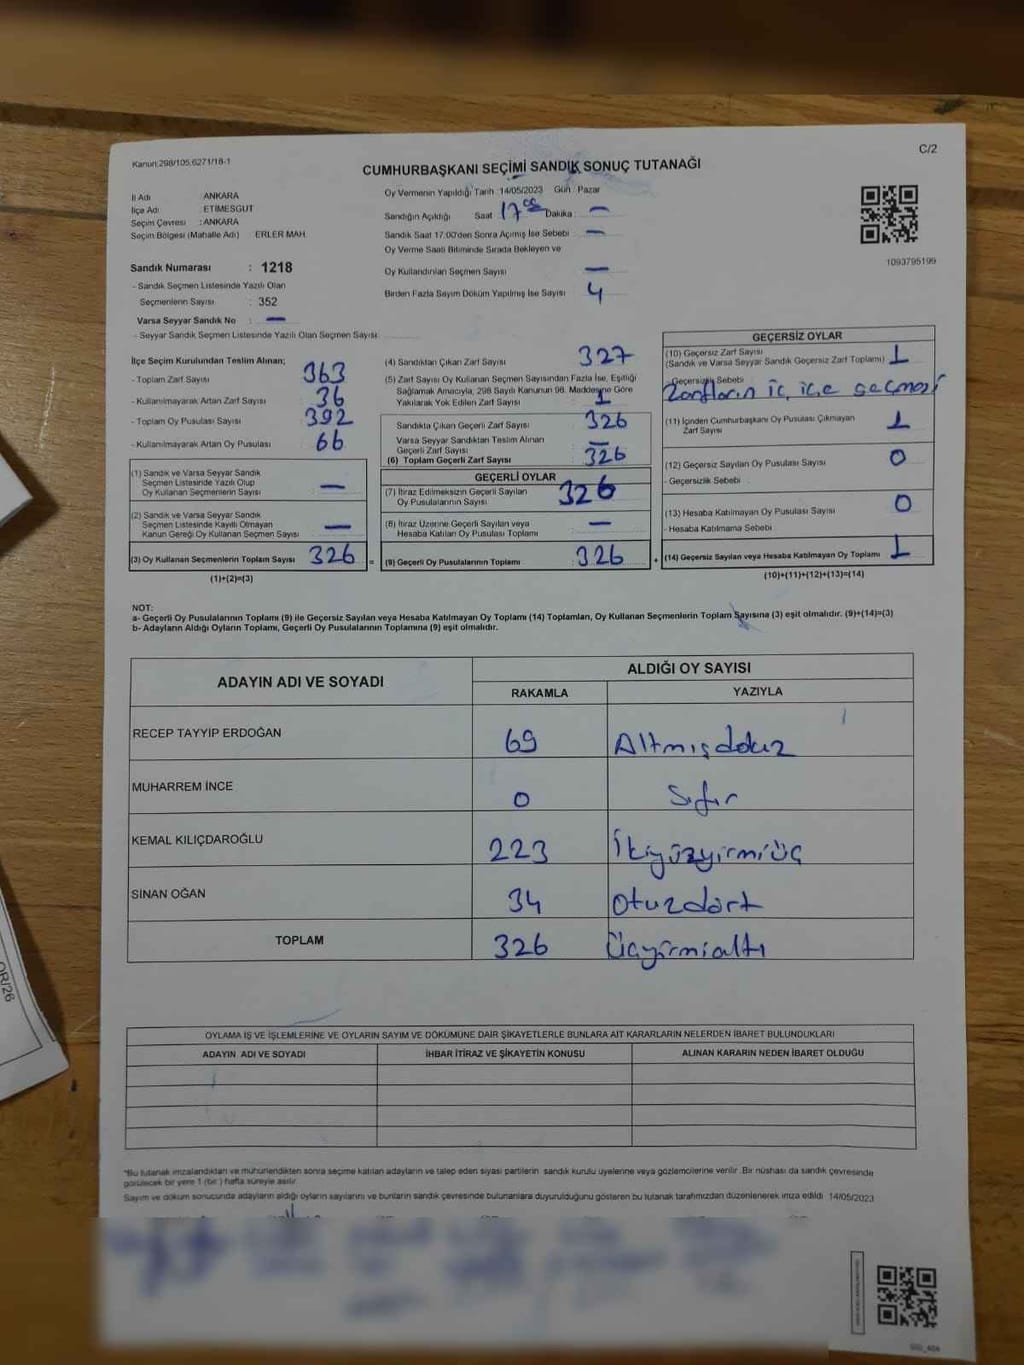 Kanun:298/105,6271/18-1
C/2
CUMHURBAŞKANI SEÇİMİ SANDIK SONUÇ TUTANAĞI
İl Adı ANKARA
İlçe Adı : ETİMESGUT
Seçim Çevresi : ANKARA
Seçim Bölgesi (Mahalle Adı) ERLER MAH.
Sandık Numarası : 1218
- Sandık Seçmen Listesinde Yazılı Olan
Seçmenlerin Sayısı : 352
Varsa Seyyar Sandık No : —
- Seyyar Sandık Seçmen Listesinde Yazılı Olan Seçmen Sayısı:
Oy Vermenin Yapıldığı Tarih 14/05/2023 Gün : Pazar
Sandığın Açıldığı Saat 17 00 Dakika : —
Sandık Saat 17.00'den Sonra Açımış İse Sebebi : —
Oy Verme Saati Bitiminde Sırada Bekleyen ve
Oy Kullandırılan Seçmen Sayısı —
Birden Fazla Sayım Döküm Yapılmış İse Sayısı : 4
1093795199
İlçe Seçim Kurulundan Teslim Alınan;
- Toplam Zarf Sayısı : 363
- Kullanılmayarak Artan Zarf Sayısı : 36
- Toplam Oy Pusulası Sayısı : 392
- Kullanılmayarak Artan Oy Pusulası : 66
(1) Sandık ve Varsa Seyyar Sandık
Seçmen Listesinde Yazılı Olup
Oy Kullanan Seçmenlerin Sayısı : —
(2) Sandık ve Varsa Seyyar Sandık
Seçmen Listesinde Kayıtlı Olmayan
Kanun Gereği Oy Kullanan Seçmen Sayısı : —
(3) Oy Kullanan Seçmenlerin Toplam Sayısı : 326 =
(1)+(2)=(3)
(4) Sandıktan Çıkan Zarf Sayısı : 327
(5) Zarf Sayısı Oy Kullanan Seçmen Sayısından Fazla İse, Eşitliği
Sağlamak Amacıyla, 298 Sayılı Kanunun 98. Maddesine Göre
Yakılarak Yok Edilen Zarf Sayısı : 1
Sandıkta Çıkan Geçerli Zarf Sayısı : 326
Varsa Seyyar Sandıktan Teslim Alınan
Geçerli Zarf Sayısı : —
(6) Toplam Geçerli Zarf Sayısı : 326
GEÇERLİ OYLAR
(7) İtiraz Edilmeksizin Geçerli Sayılan
Oy Pusulalarının Sayısı : 326
(8) İtiraz Üzerine Geçerli Sayılan veya
Hesaba Katılan Oy Pusulası Toplamı : —
(9) Geçerli Oy Pusulalarının Toplamı : 326 +
GEÇERSİZ OYLAR
(10) Geçersiz Zarf Sayısı
(Sandık ve Varsa Seyyar Sandık Geçersiz Zarf Toplamı) : 1
- Geçersizlik Sebebi
Zarfların iç içe geçmesi
(11) İçinden Cumhurbaşkanı Oy Pusulası Çıkmayan
Zarf Sayısı : 1
(12) Geçersiz Sayılan Oy Pusulası Sayısı : 0
- Geçersizlik Sebebi :
(13) Hesaba Katılmayan Oy Pusulası Sayısı : 0
- Hesaba Katılmama Sebebi :
(14) Geçersiz Sayılan veya Hesaba Katılmayan Oy Toplamı : 1
(10)+(11)+(12)+(13)=(14)
NOT:
a- Geçerli Oy Pusulalarının Toplamı (9) ile Geçersiz Sayılan veya Hesaba Katılmayan Oy Toplamı (14) Toplamları, Oy Kullanan Seçmenlerin Toplam Sayısına (3) eşit olmalıdır. (9)+(14)=(3)
b- Adayların Aldığı Oyların Toplamı, Geçerli Oy Pusulalarının Toplamına (9) eşit olmalıdır.
ADAYIN ADI VE SOYADI
ALDIĞI OY SAYISI
RAKAMLA YAZIYLA
RECEP TAYYİP ERDOĞAN 69 Altmışdokuz
MUHARREM İNCE 0 Sıfır
KEMAL KILIÇDAROĞLU 223 İkiyüzyirmiüç
SİNAN OĞAN 34 otuzdört
TOPLAM 326 Üçyirmialtı
OYLAMA İŞ VE İŞLEMLERİNE VE OYLARIN SAYIM VE DÖKÜMÜNE DAİR ŞİKAYETLERLE BUNLARA AİT KARARLARIN NELERDEN İBARET BULUNDUKLARI
ADAYIN ADI VE SOYADI İHBAR İTİRAZ VE ŞİKAYETİN KONUSU ALINAN KARARIN NEDEN İBARET OLDUĞU
"Bu tutanak imzalandıktan ve mühürlendikten sonra seçime katılan adayların ve talep eden siyasi partilerin sandık kurulu üyelerine veya gözlemcilerine verilir. Bir nüshası da sandık çevresinde
görülecek bir yere 1 (bir ) hafta süreyle asılır.
Sayım ve döküm sonucunda adayların aldığı oyların sayılarını ve bunların sandık çevresinde bulunanlara duyurulduğunu gösteren bu tutanak tarafımızdan düzenlenerek imza edildi 14/05/2023
OR/26